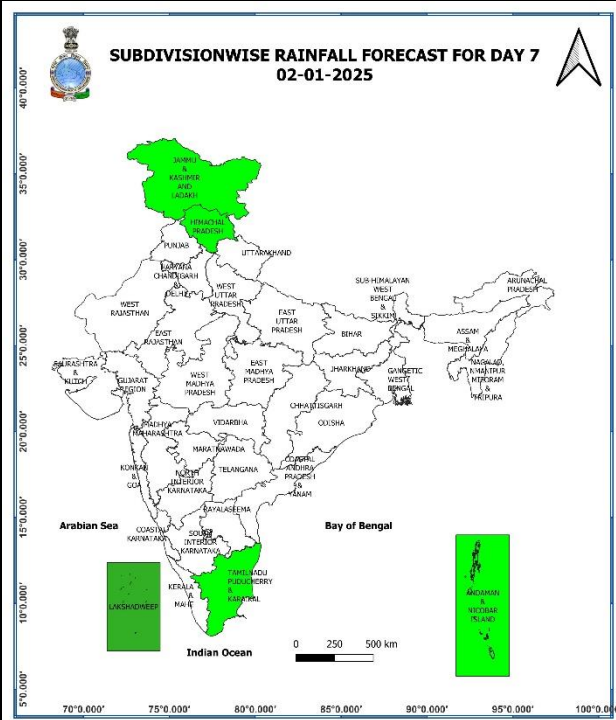 SUBDIVISIONWISE RAINFALL FORECAST FOR DAY 7
02-01-2025
40°0.000'
35°0.000'
30°0.000'
25°0.000'
20°0.000'
15°0.000'
10°0.000'
5°0.000'
JAMMU
&
KASHMIR
AND
LADAKH
HIMACHAL
PRADESH
PUNJAB
UTTARAKHAND
HARYANA
CHANDIGARH
&
DELHI
WEST
UTTAR
PRADESH
SUB-HIMALAYAN
WEST
BENGAL
&
SIKKIM
ARUNACHAL
PRADESH
WEST
RAJASTHAN
EAST
UTTAR
PRADESH
EAST
RAJASTHAN
BIHAR
ASSAM
&
MEGHALAYA
SAURASHTRA
&
KUTCH
GUJARAT
REGION
WEST
MADHYA
PRADESH
EAST
MADHYA
PRADESH
JHARKHAND
GANGETIC
WEST
BENGAL
&
TRIPURA
CHHATTISGARH
ODISHA
MADHYA
MAHARASHTRA
VIDARBHA
MARATHWADA
KONKAN
&
GOA
NORTH
INTERIOR
KARNATAKA
TELANGANA
COASTAL
ANDHRA
PRADESH
&
YANAM
RAYALASEEMA
Arabian Sea
COASTAL
KARNATAKA
SOUTH
INTERIOR
KARNATAKA
Bay of Bengal
LAKSHADWEEP
KERALA
&
MAHE
TAMILNADU
PUDUCHERRY
&
KARAIKAL
ANDAMAN
&
NICOBAR
ISLAND
Indian Ocean
0 250 500 km
70°0.000' 75°0.000' 80°0.000' 85°0.000' 90°0.000' 95°0.000' 100°0.000'